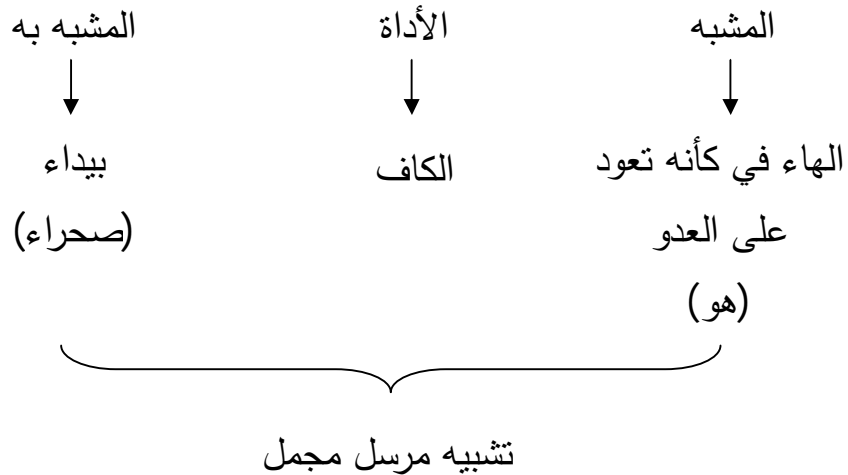 المشبه الأداة المشبه به
الهاء في كأنه تعود الكاف بيداء
على العدو (صحراء)
(هو)
تشبيه مرسل مجمل